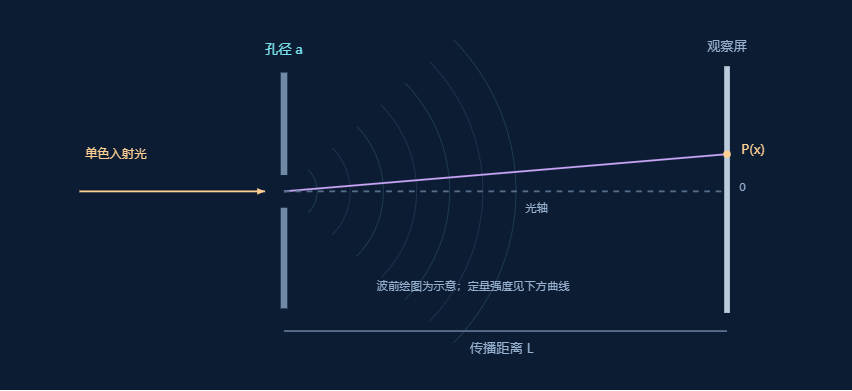 孔径 a
观察屏
单色入射光
P(x)
0
光轴
波前绘图为示意；定量强度见下方曲线
传播距离 L